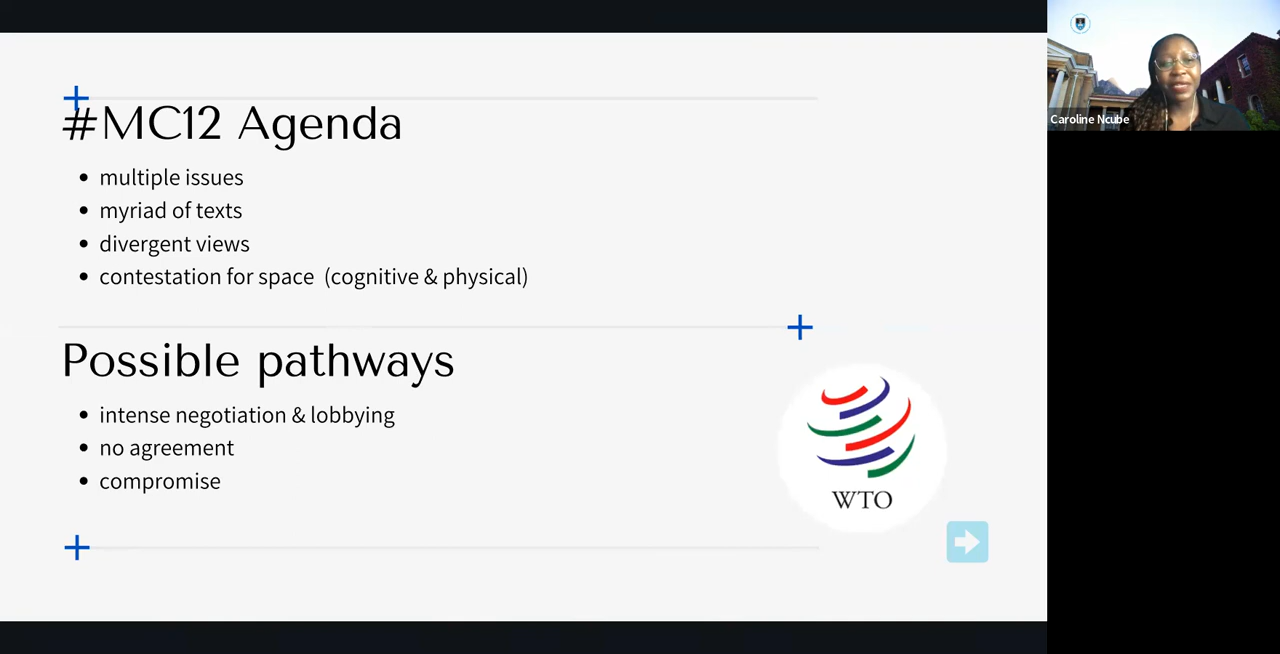 #MC12 Agenda
multiple issues
myriad of texts
divergent views
contestation for space (cognitive & physical)
Possible pathways
intense negotiation & lobbying
no agreement
compromise
WTO
Caroline Ncube